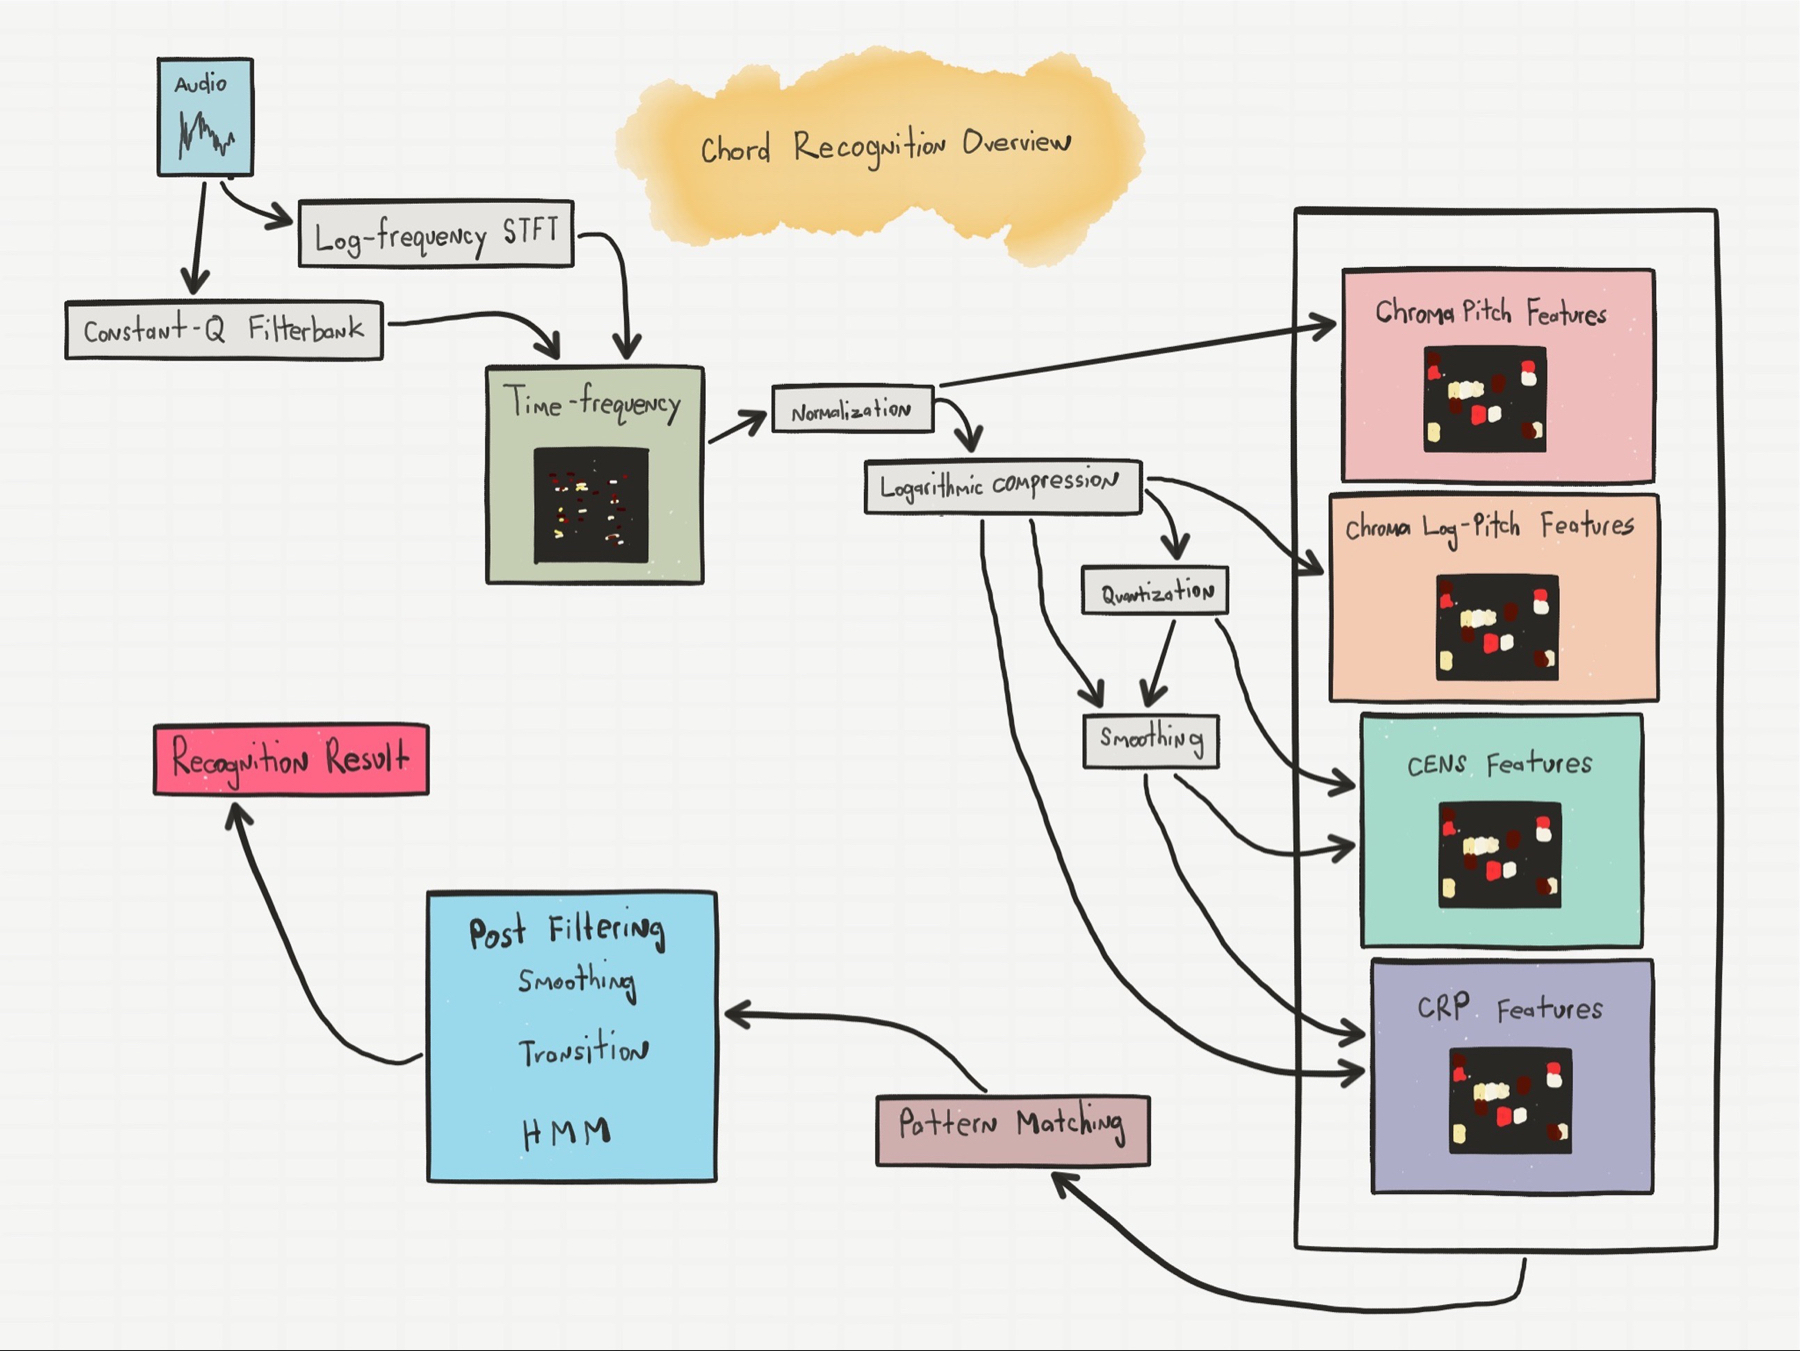 Audio
Chord Recognition Overview
Log-frequency STFT
Constant-Q Filterbank
Time-frequency
Normalization
Logarithmic compression
Quantization
Smoothing
Chroma Pitch Features
Chroma Log-Pitch Features
CENS Features
CRP Features
Pattern Matching
Post Filtering
Smoothing
Transition
HMM
Recognition Result